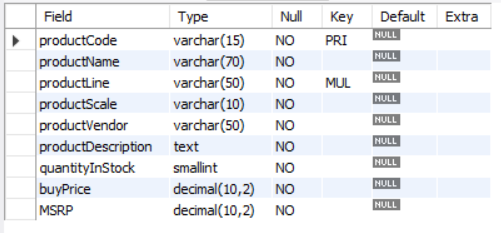 Field Type Null Key Default Extra
productCode varchar(15) NO PRI NULL
productName varchar(70) NO NULL
productLine varchar(50) NO MUL NULL
productScale varchar(10) NO NULL
productVendor varchar(50) NO NULL
productDescription text NO NULL
quantityInStock smallint NO NULL
buyPrice decimal(10,2) NO NULL
MSRP decimal(10,2) NO NULL